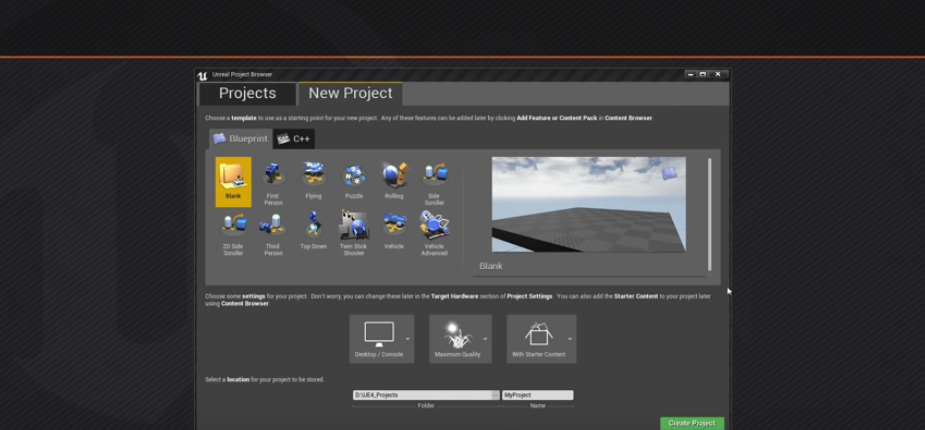 Unreal Project Browser
Projects
New Project
Choose a template to use as a starting point for your new project. Any of these features can be added later by clicking Add Feature or Content Pack in Content Browser.
Blueprint
C++
Blank
First Person
Flying
Puzzle
Rolling
Side Scroller
2D Side Scroller
Third Person
Top Down
Twin Stick Shooter
Vehicle
Vehicle Advanced
Blank
Choose some settings for your project. Don't worry, you can change these later in the Target Hardware section of Project Settings. You can also add the Starter Content to your project later
using Content Browser
Desktop / Console
Maximum Quality
With Starter Content
Select a location for your project to be stored.
D:\UE4_Projects
MyProject
Folder
Name
Create Project